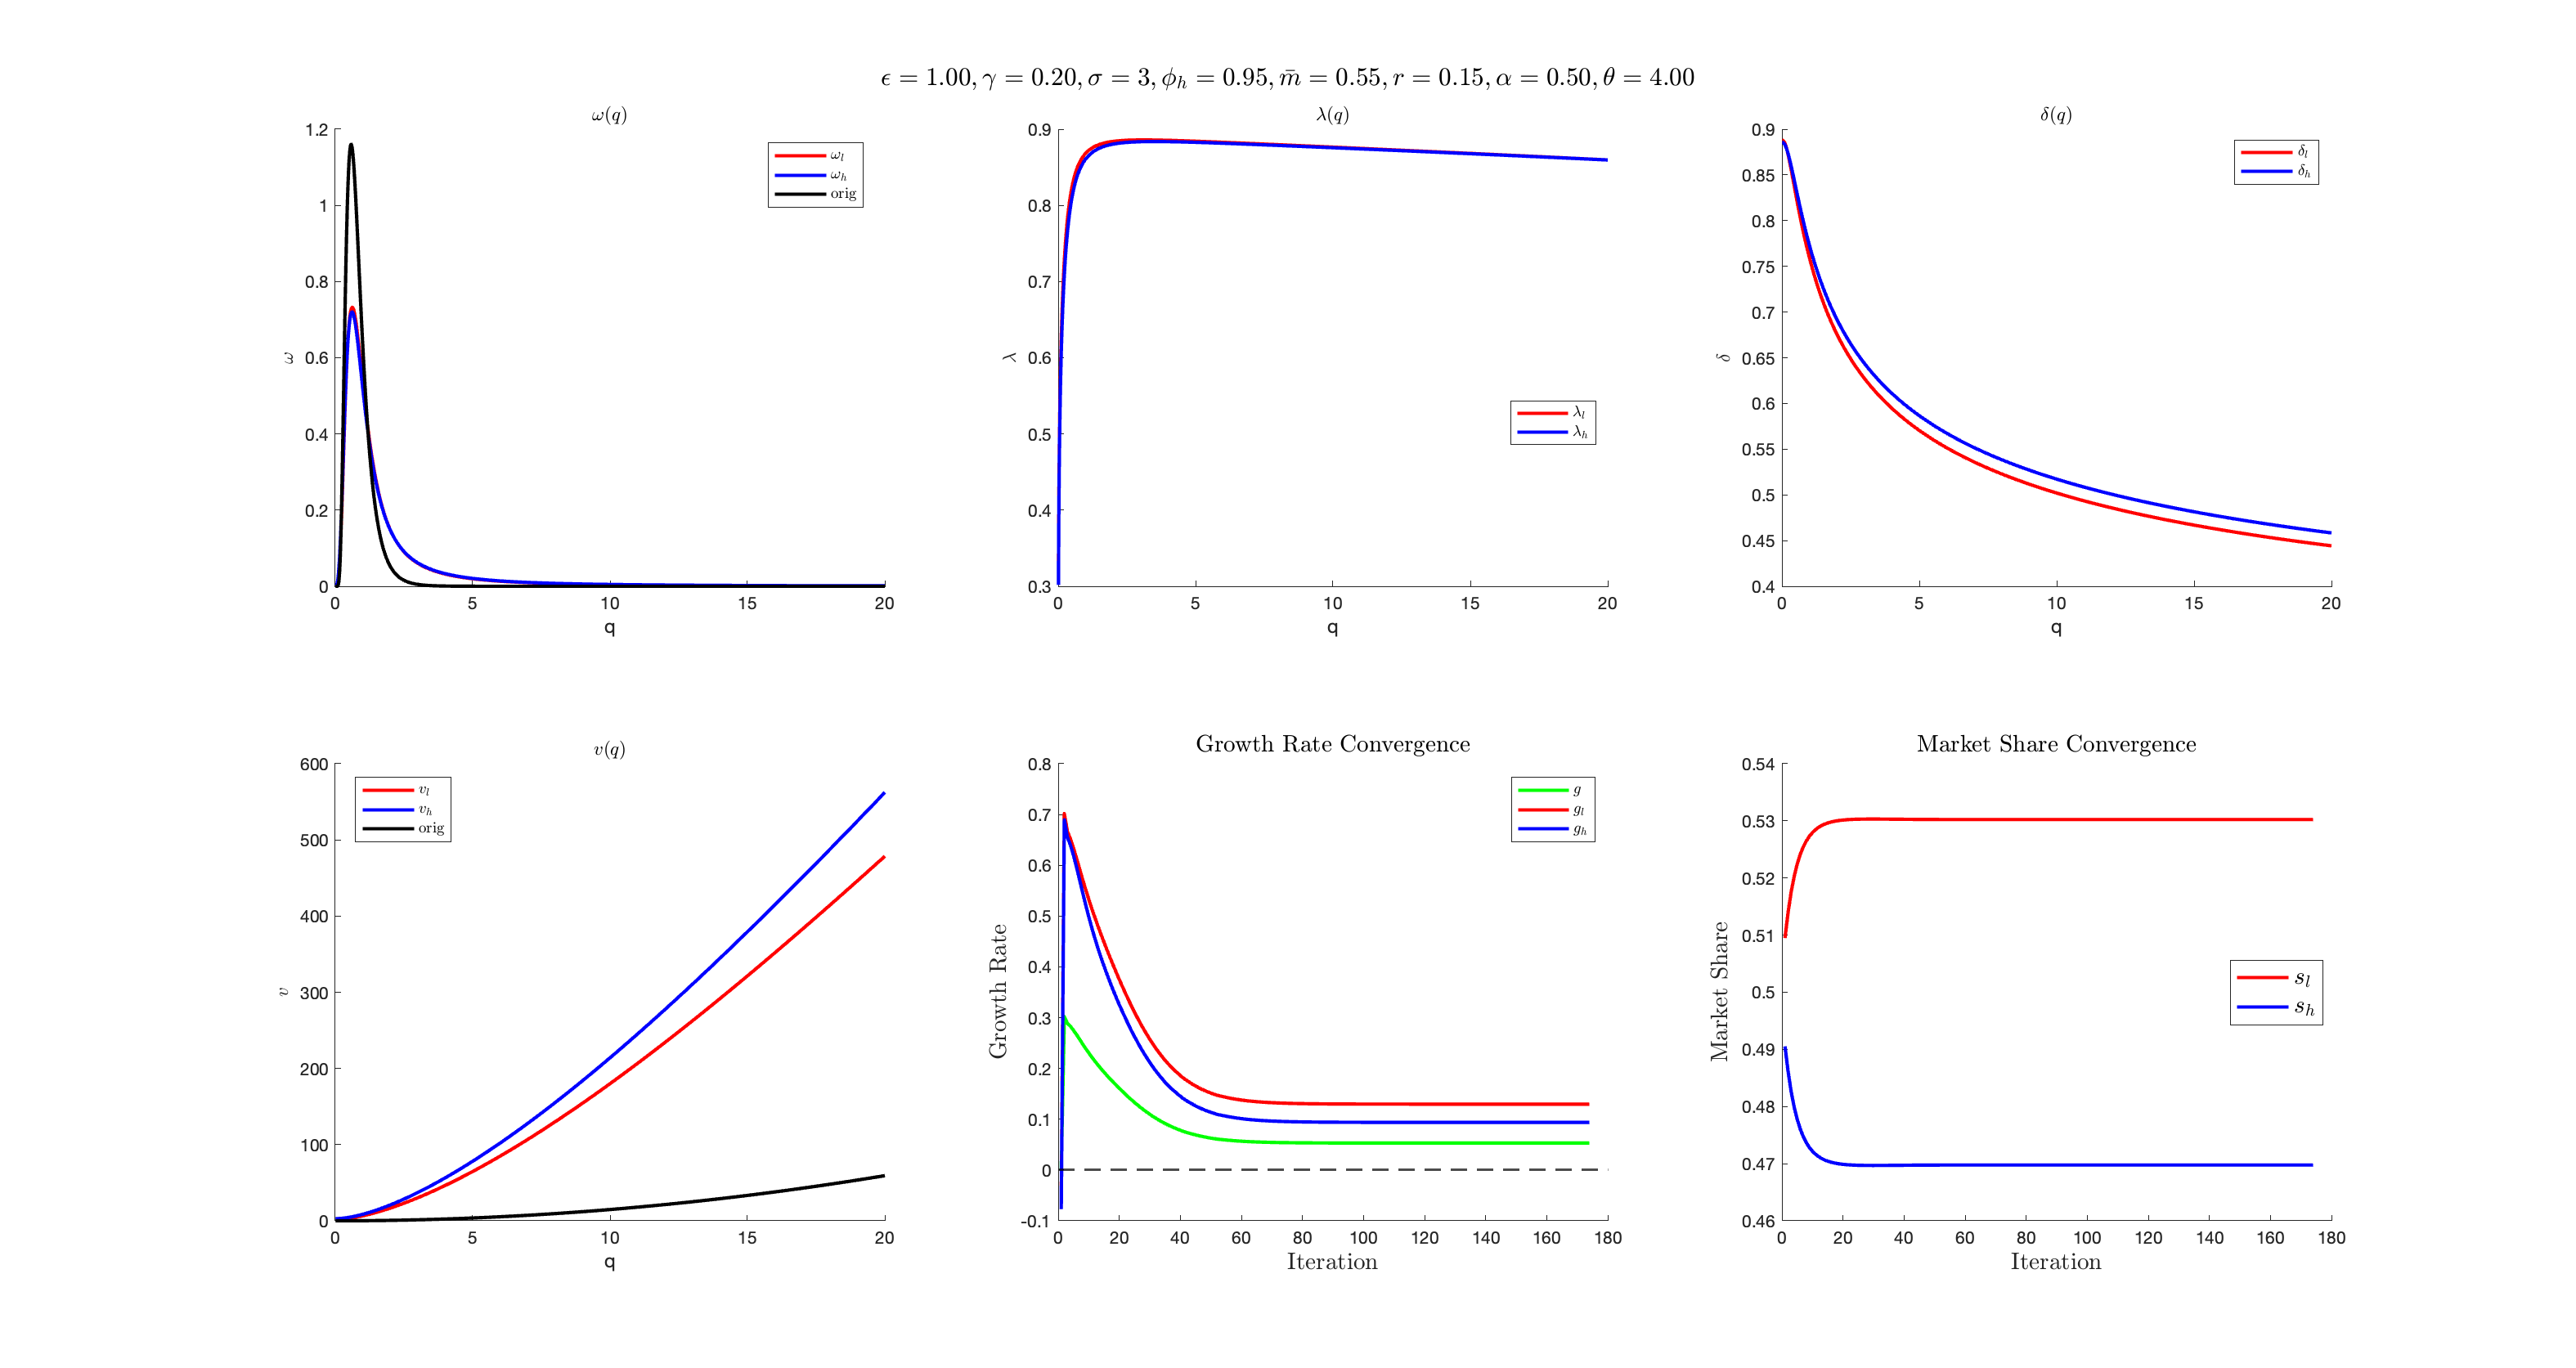 ϵ = 1.00, γ = 0.20, σ = 3, ϕ_h = 0.95, m̄ = 0.55, r = 0.15, α = 0.50, θ = 4.00
ω(q)
1.2
1
0.8
0.6
0.4
0.2
0
ω
0 5 10 15 20
q
ω_l
ω_h
orig
λ(q)
0.9
0.8
0.7
0.6
0.5
0.4
0.3
λ
0 5 10 15 20
q
λ_l
λ_h
δ(q)
0.9
0.85
0.8
0.75
0.7
0.65
0.6
0.55
0.5
0.45
0.4
δ
0 5 10 15 20
q
δ_l
δ_h
v(q)
600
500
400
300
200
100
0
v
0 5 10 15 20
q
v_l
v_h
orig
Growth Rate Convergence
0.8
0.7
0.6
0.5
0.4
0.3
0.2
0.1
0
-0.1
Growth Rate
0 20 40 60 80 100 120 140 160 180
Iteration
g
g_l
g_h
Market Share Convergence
0.54
0.53
0.52
0.51
0.5
0.49
0.48
0.47
0.46
Market Share
0 20 40 60 80 100 120 140 160 180
Iteration
s_l
s_h